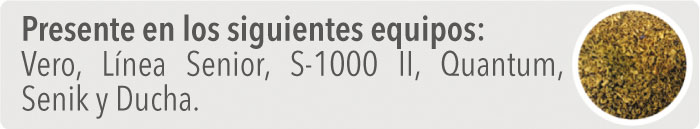 Presente en los siguientes equipos:
Vero, Línea Senior, S-1000 II, Quantum,
Senik y Ducha.